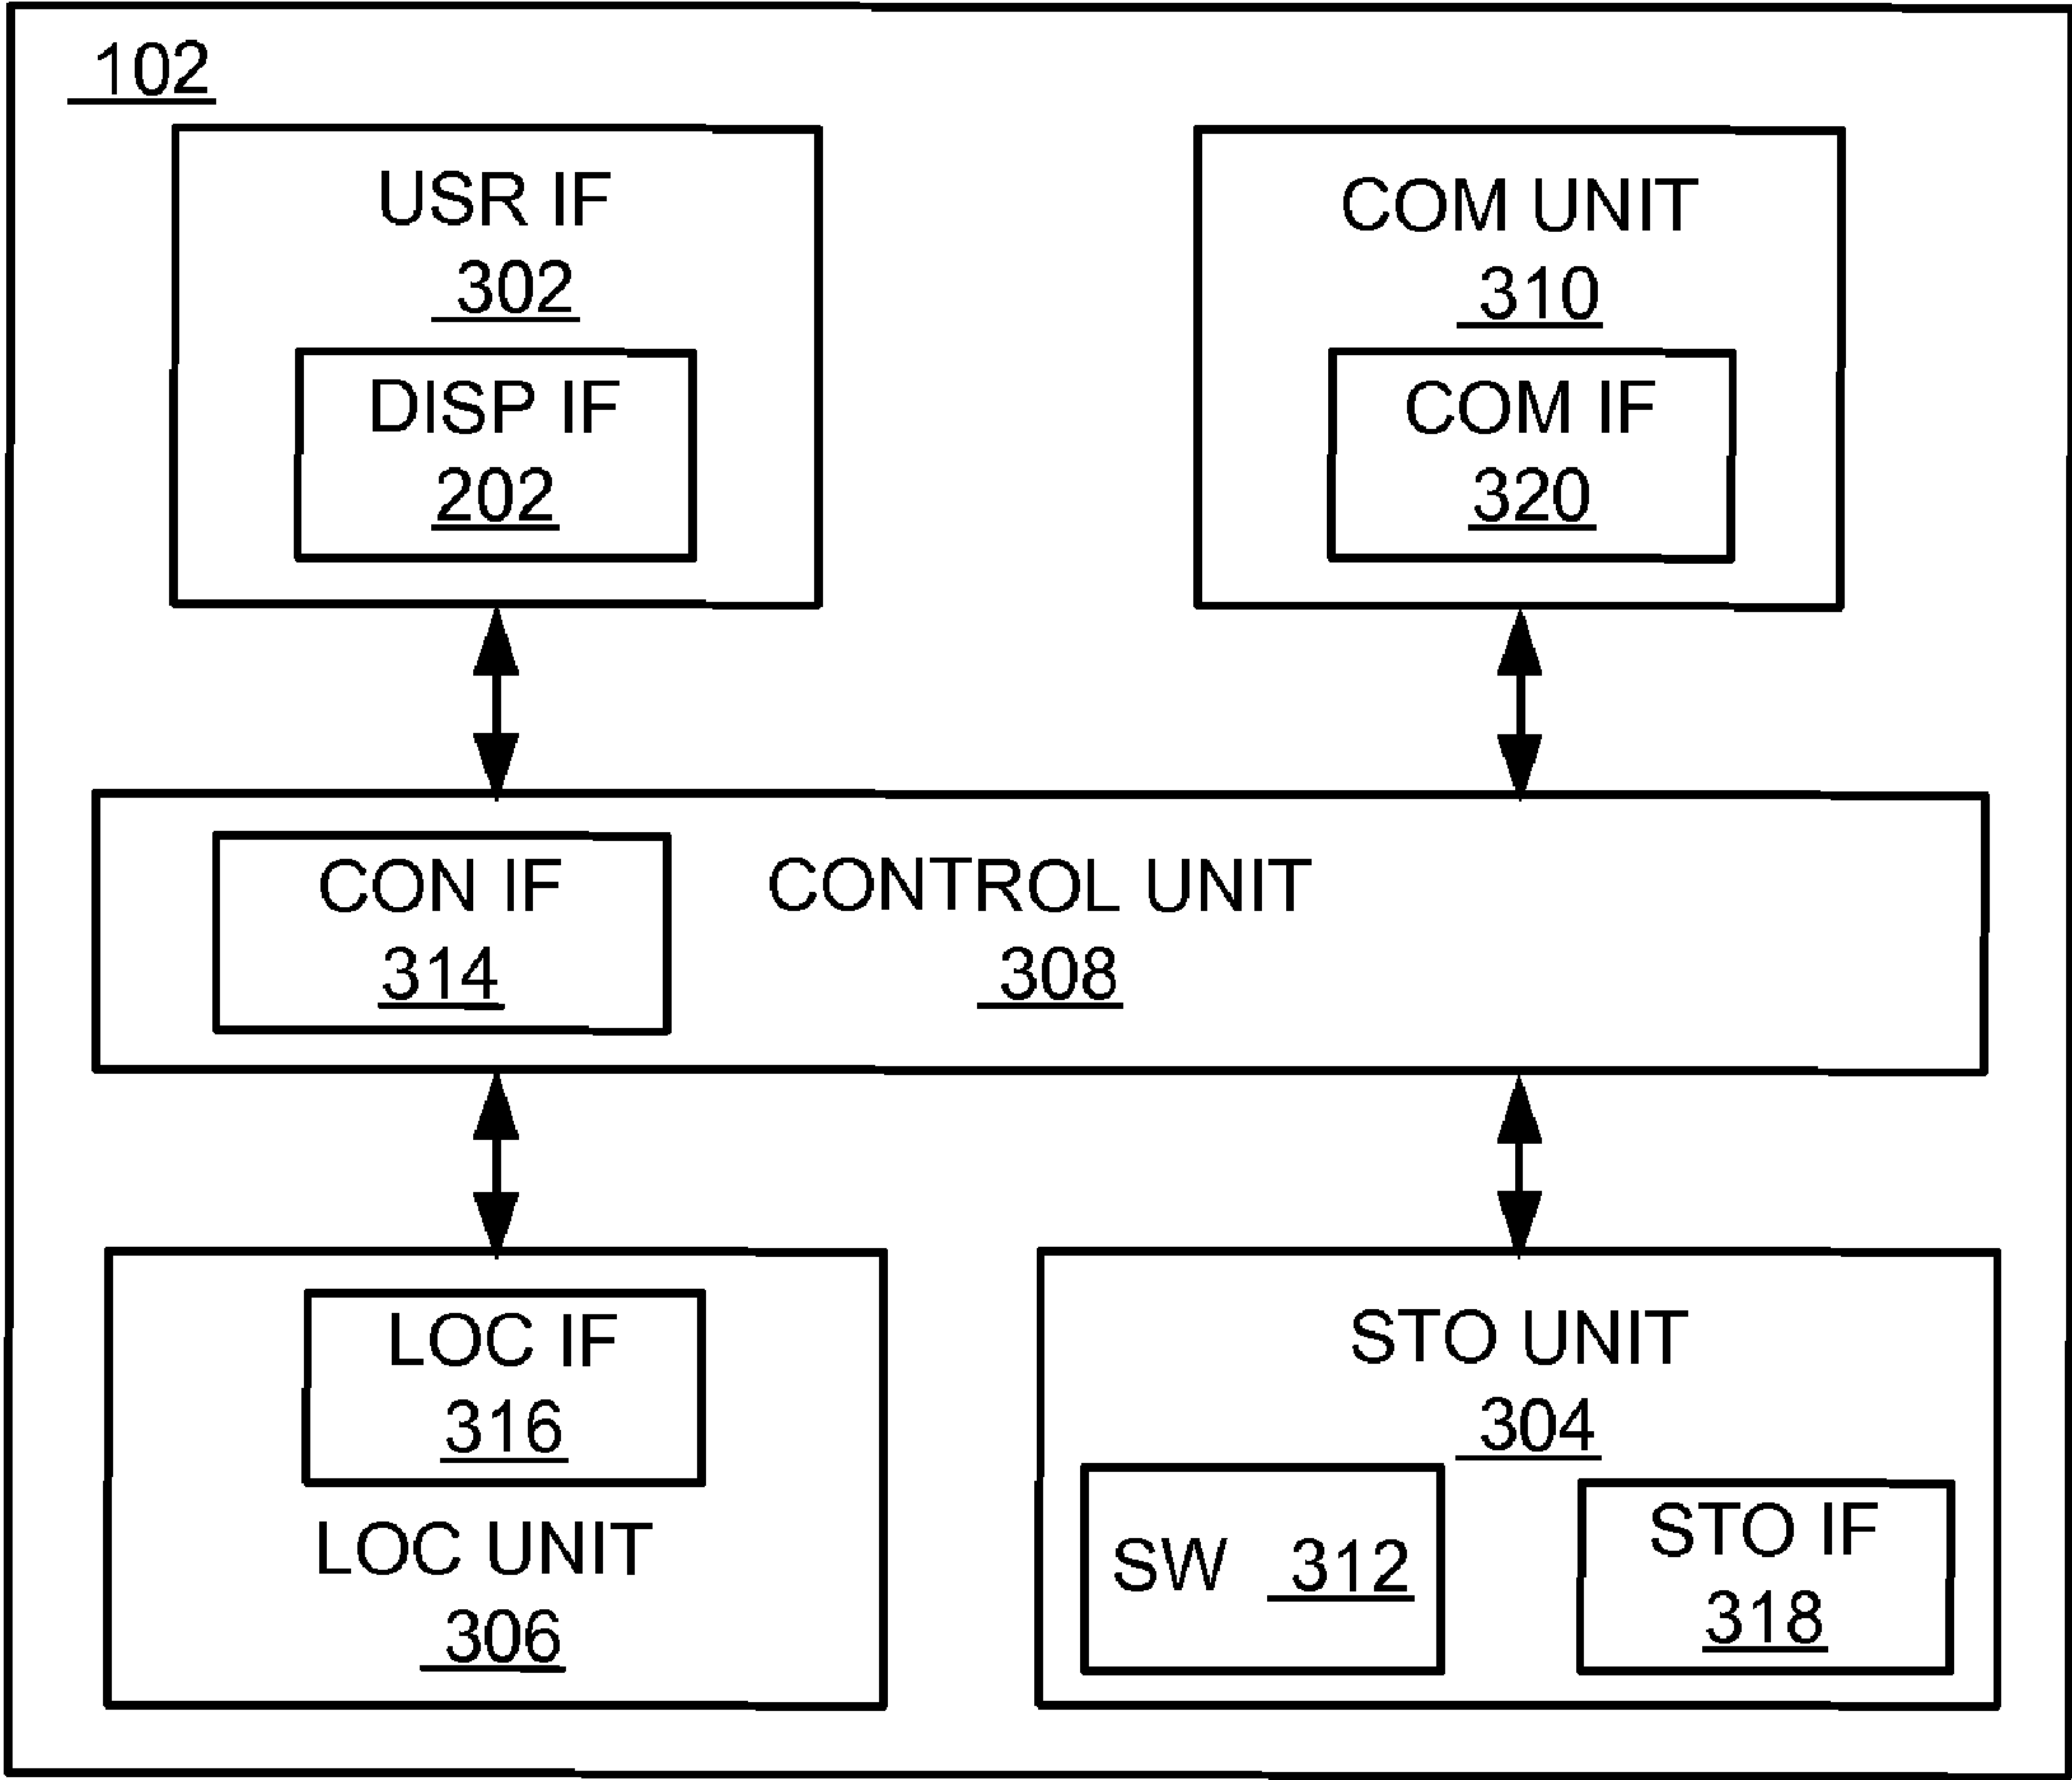 102
USR IF
302
DISP IF
202
COM UNIT
310
COM IF
320
CON IF
314
CONTROL UNIT
308
LOC IF
316
LOC UNIT
306
STO UNIT
304
SW 312
STO IF
318